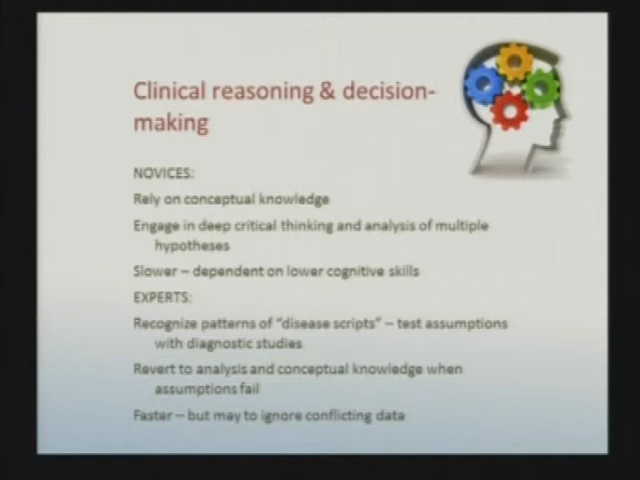 Clinical reasoning & decision-
making
NOVICES:
Rely on conceptual knowledge
Engage in deep critical thinking and analysis of multiple
hypotheses
Slower – dependent on lower cognitive skills
EXPERTS:
Recognize patterns of "disease scripts" – test assumptions
with diagnostic studies
Revert to analysis and conceptual knowledge when
assumptions fail
Faster – but may to ignore conflicting data